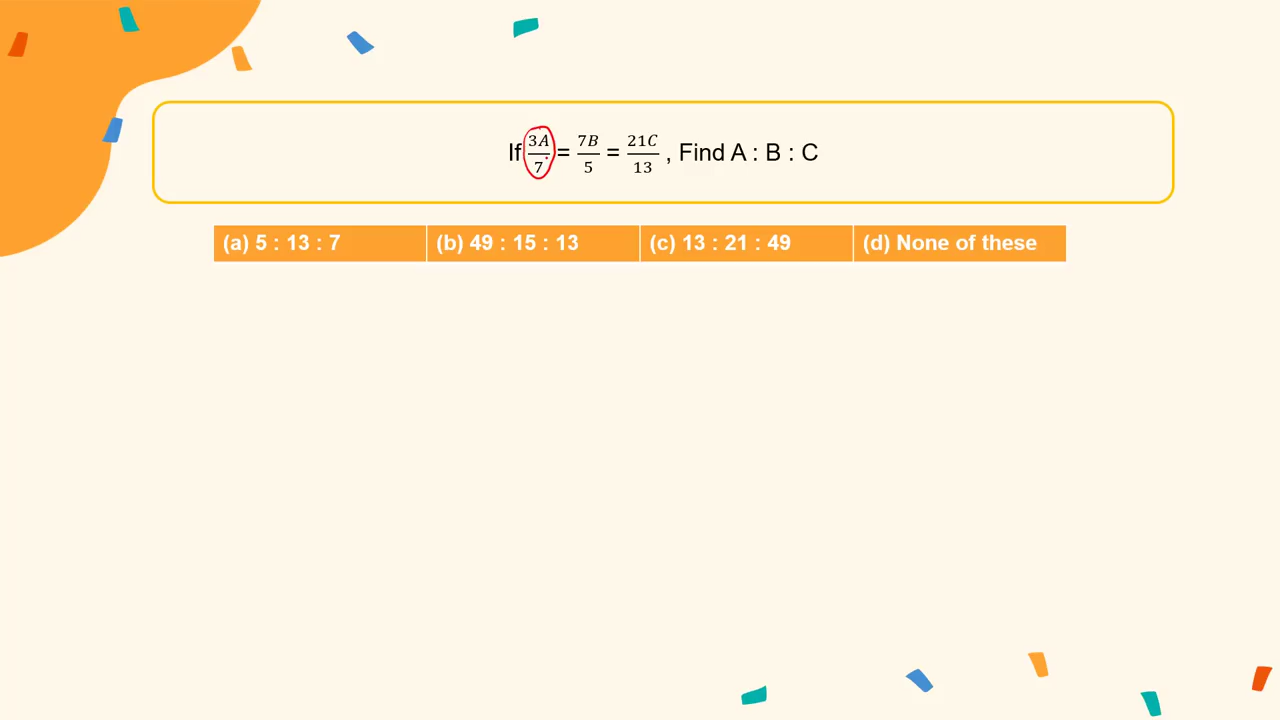 If 3A/7 = 7B/5 = 21C/13 , Find A : B : C
(a) 5 : 13 : 7
(b) 49 : 15 : 13
(c) 13 : 21 : 49
(d) None of these